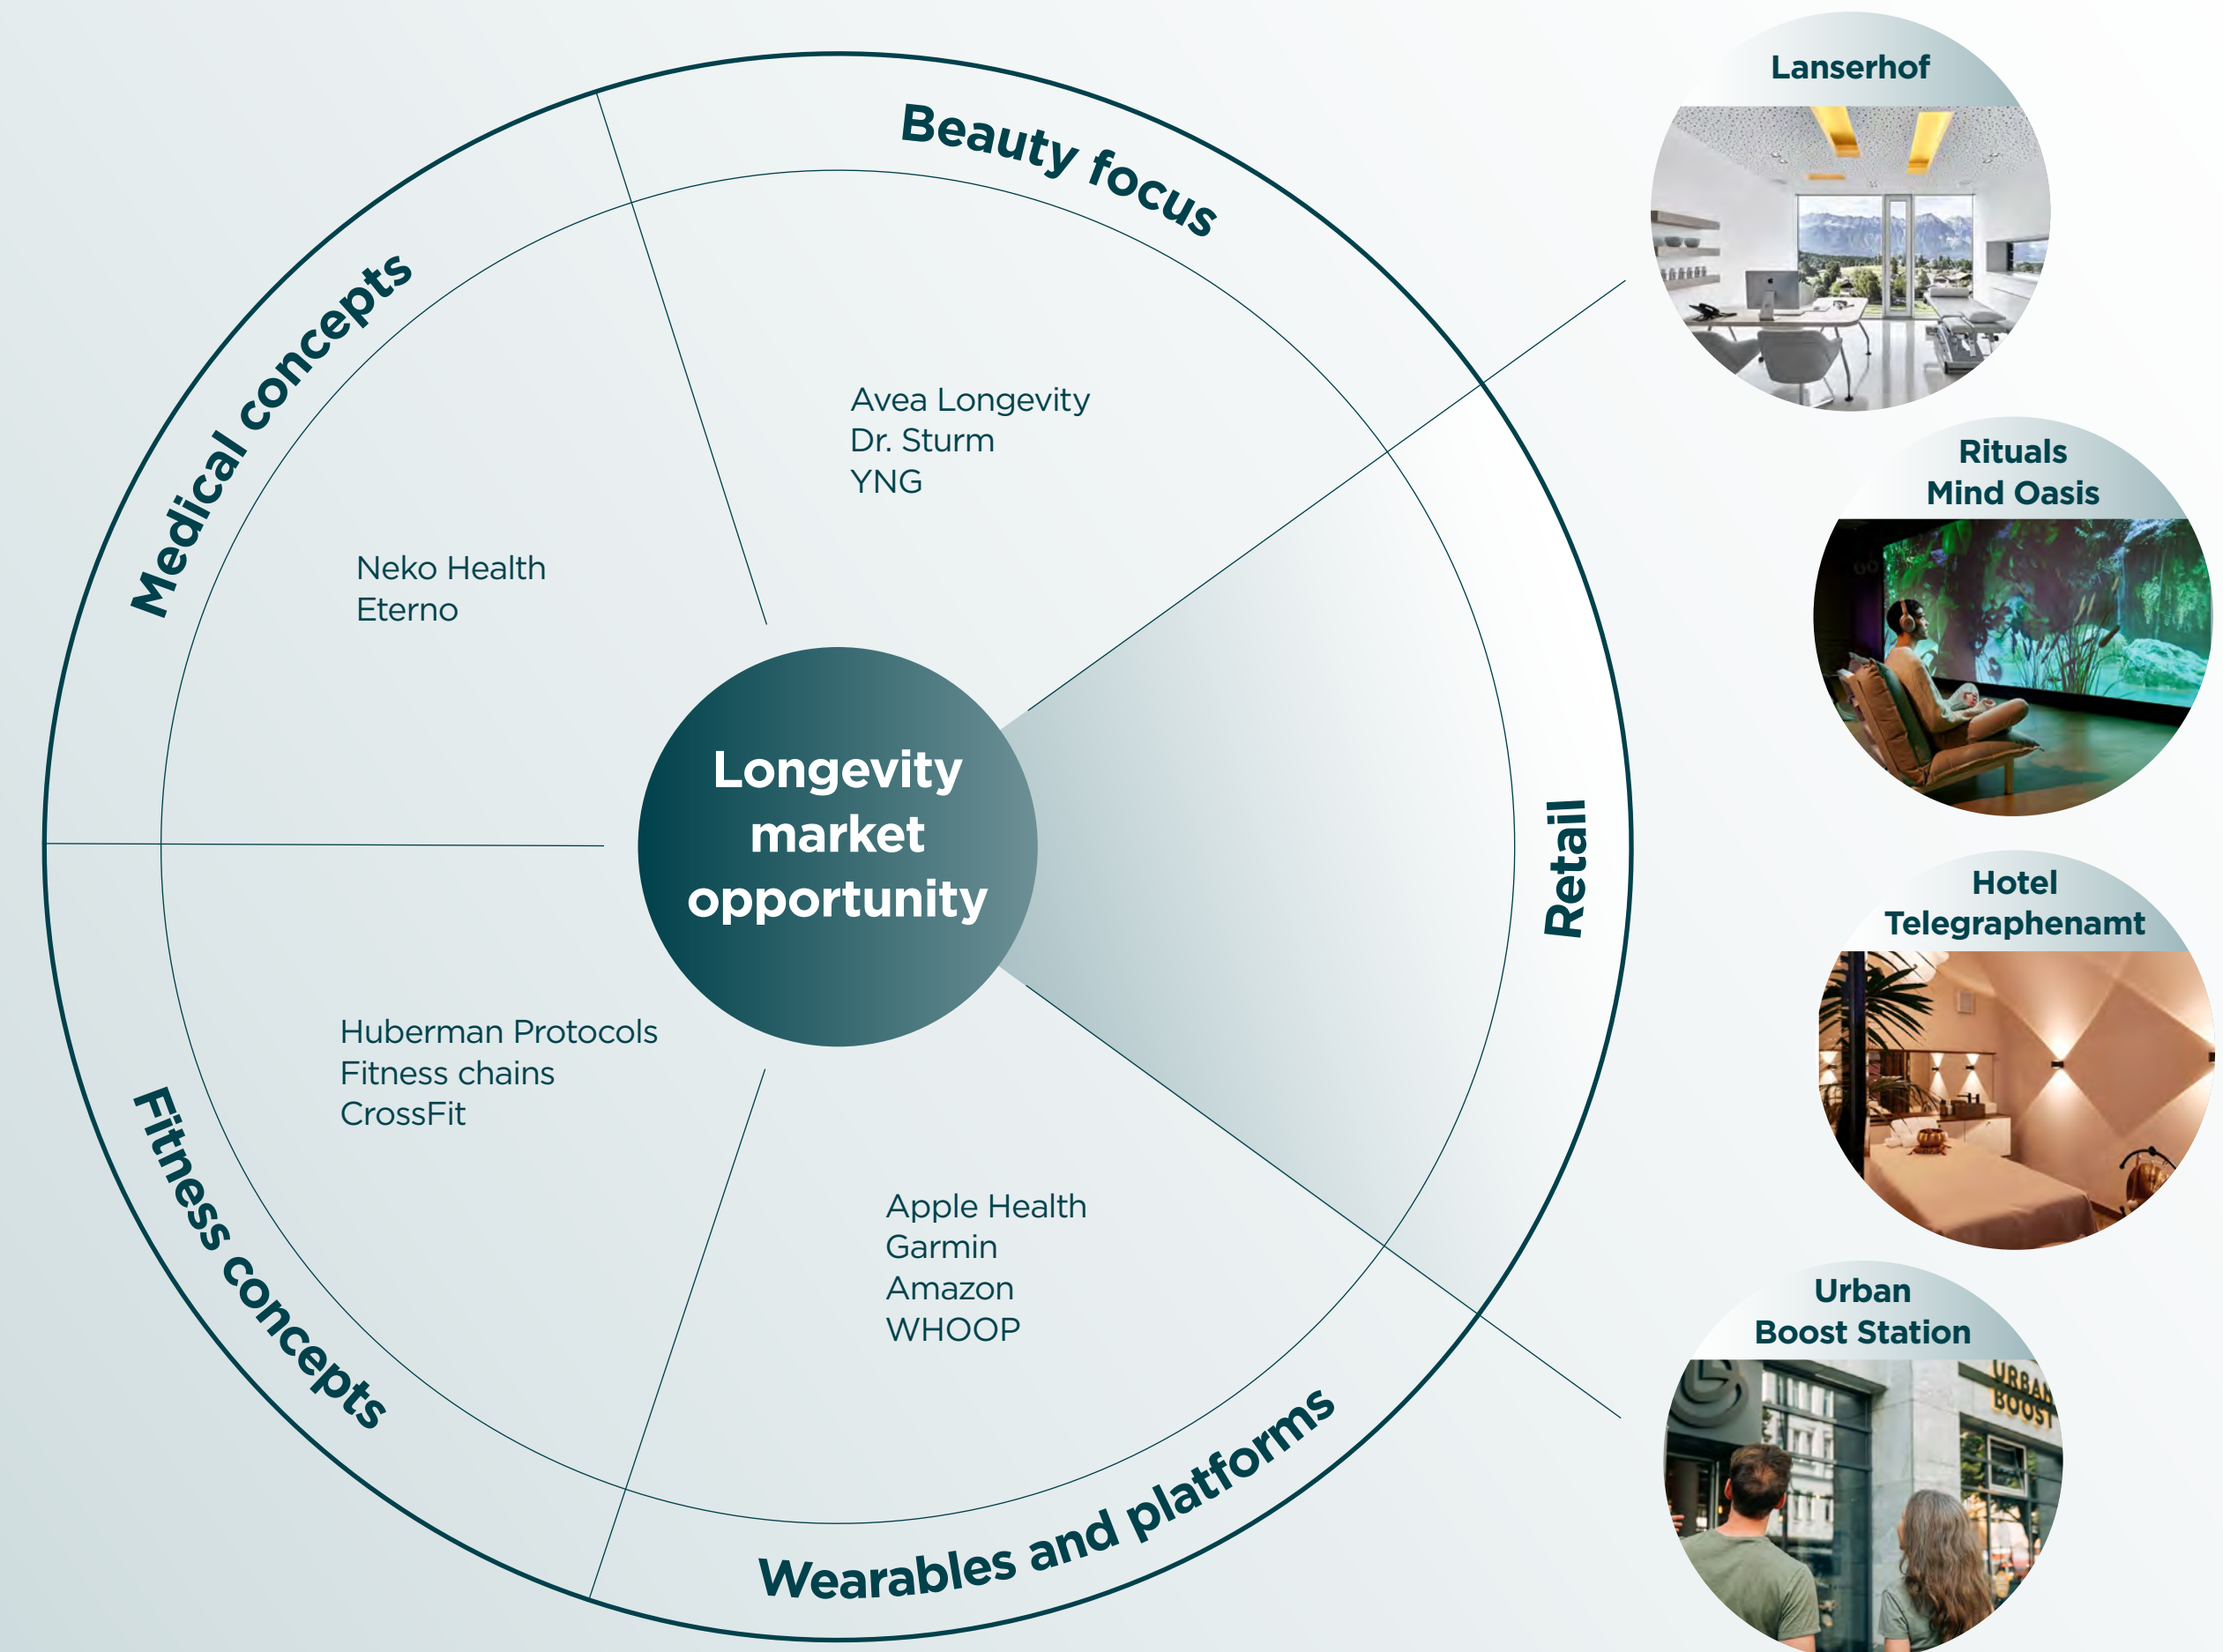 Beauty focus
Medical concepts
Avea Longevity
Dr. Sturm
YNG
Neko Health
Eterno
Longevity
market
opportunity
Retail
Huberman Protocols
Fitness chains
CrossFit
Fitness concepts
Apple Health
Garmin
Amazon
WHOOP
Wearables and platforms
Lanserhof
Rituals
Mind Oasis
Hotel
Telegraphenamt
Urban
Boost Station
URBAN
BOOST